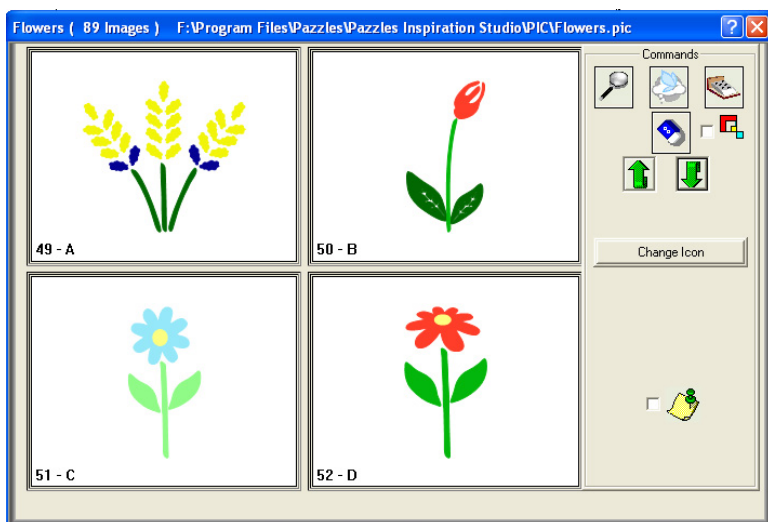 Flowers ( 89 Images ) F:\Program Files\Pazzles\Pazzles Inspiration Studio\PIC\Flowers.pic
Commands
49 - A
50 - B
Change Icon
51 - C
52 - D